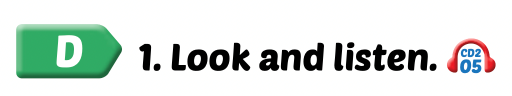 D 1. Look and listen. CD2
05